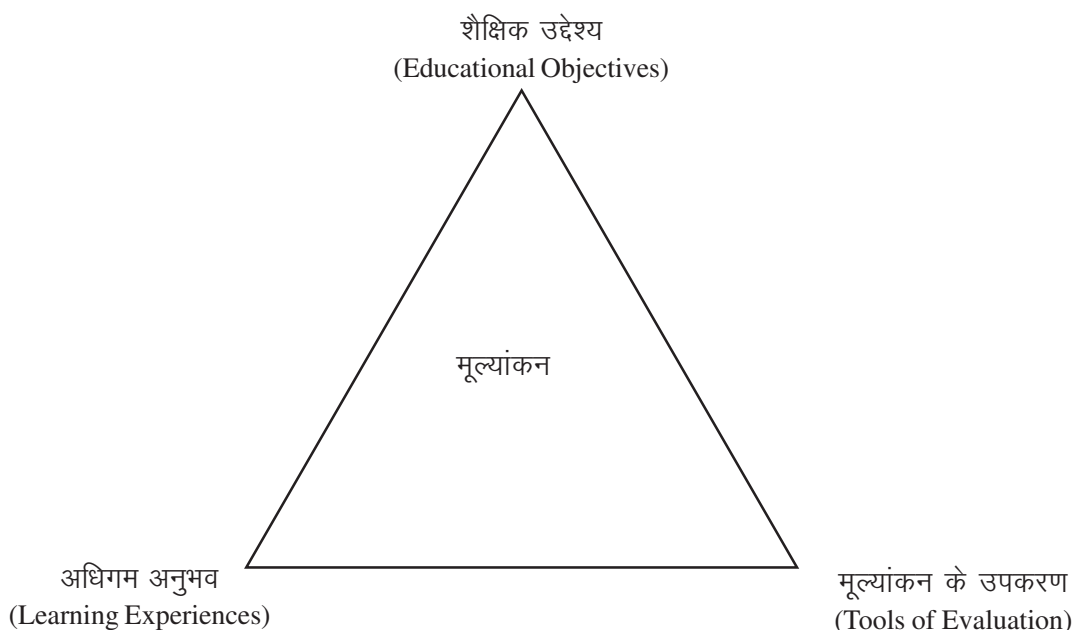 शैक्षिक उद्देश्य
(Educational Objectives)
मूल्यांकन
अधिगम अनुभव
(Learning Experiences)
मूल्यांकन के उपकरण
(Tools of Evaluation)